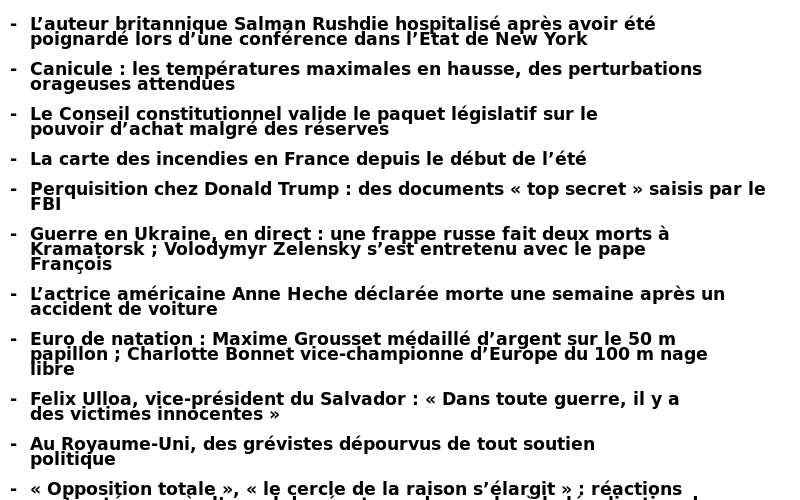 - L’auteur britannique Salman Rushdie hospitalisé après avoir été
poignardé lors d’une conférence dans l’Etat de New York
- Canicule : les températures maximales en hausse, des perturbations
orageuses attendues
- Le Conseil constitutionnel valide le paquet législatif sur le
pouvoir d’achat malgré des réserves
- La carte des incendies en France depuis le début de l’été
- Perquisition chez Donald Trump : des documents « top secret » saisis par le
FBI
- Guerre en Ukraine, en direct : une frappe russe fait deux morts à
Kramatorsk ; Volodymyr Zelensky s’est entretenu avec le pape
François
- L’actrice américaine Anne Heche déclarée morte une semaine après un
accident de voiture
- Euro de natation : Maxime Grousset médaillé d’argent sur le 50 m
papillon ; Charlotte Bonnet vice-championne d’Europe du 100 m nage
libre
- Felix Ulloa, vice-président du Salvador : « Dans toute guerre, il y a
des victimes innocentes »
- Au Royaume-Uni, des grévistes dépourvus de tout soutien
politique
- « Opposition totale », « le cercle de la raison s’élargit » : réactions